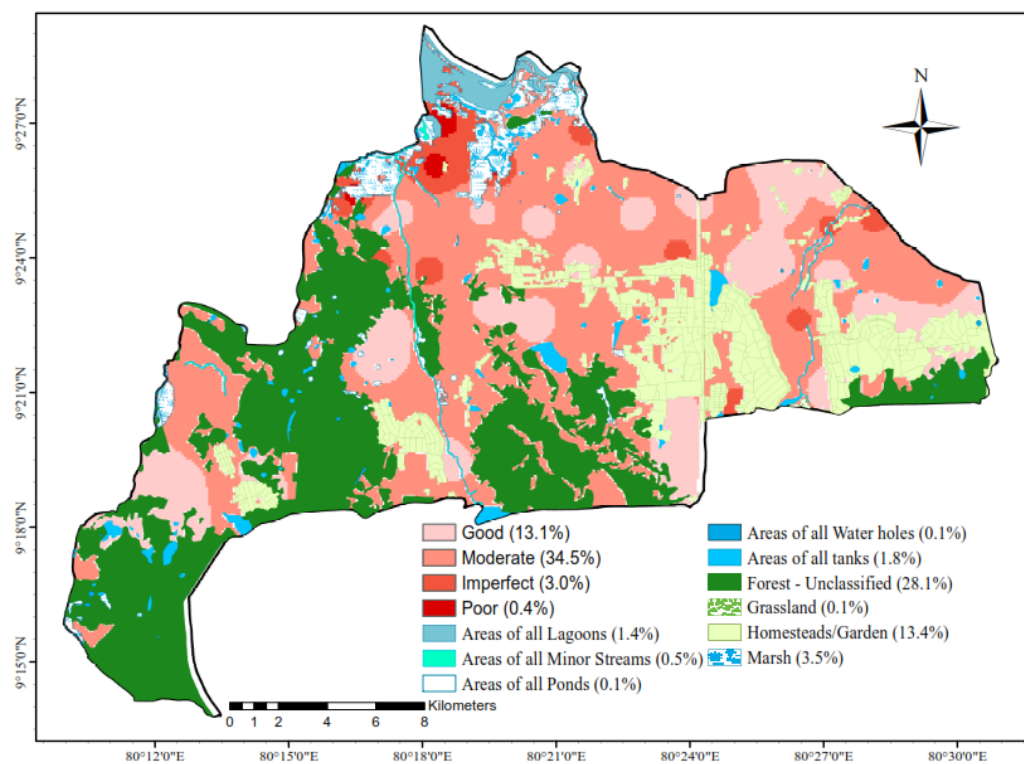 N
9°27'0"N
9°24'0"N
9°21'0"N
9°18'0"N
9°15'0"N
Good (13.1%)
Moderate (34.5%)
Imperfect (3.0%)
Poor (0.4%)
Areas of all Lagoons (1.4%)
Areas of all Minor Streams (0.5%)
Areas of all Ponds (0.1%)
Areas of all Water holes (0.1%)
Areas of all tanks (1.8%)
Forest - Unclassified (28.1%)
Grassland (0.1%)
Homesteads/Garden (13.4%)
Marsh (3.5%)
Kilometers
0 1 2 4 6 8
80°12'0"E 80°15'0"E 80°18'0"E 80°21'0"E 80°24'0"E 80°27'0"E 80°30'0"E